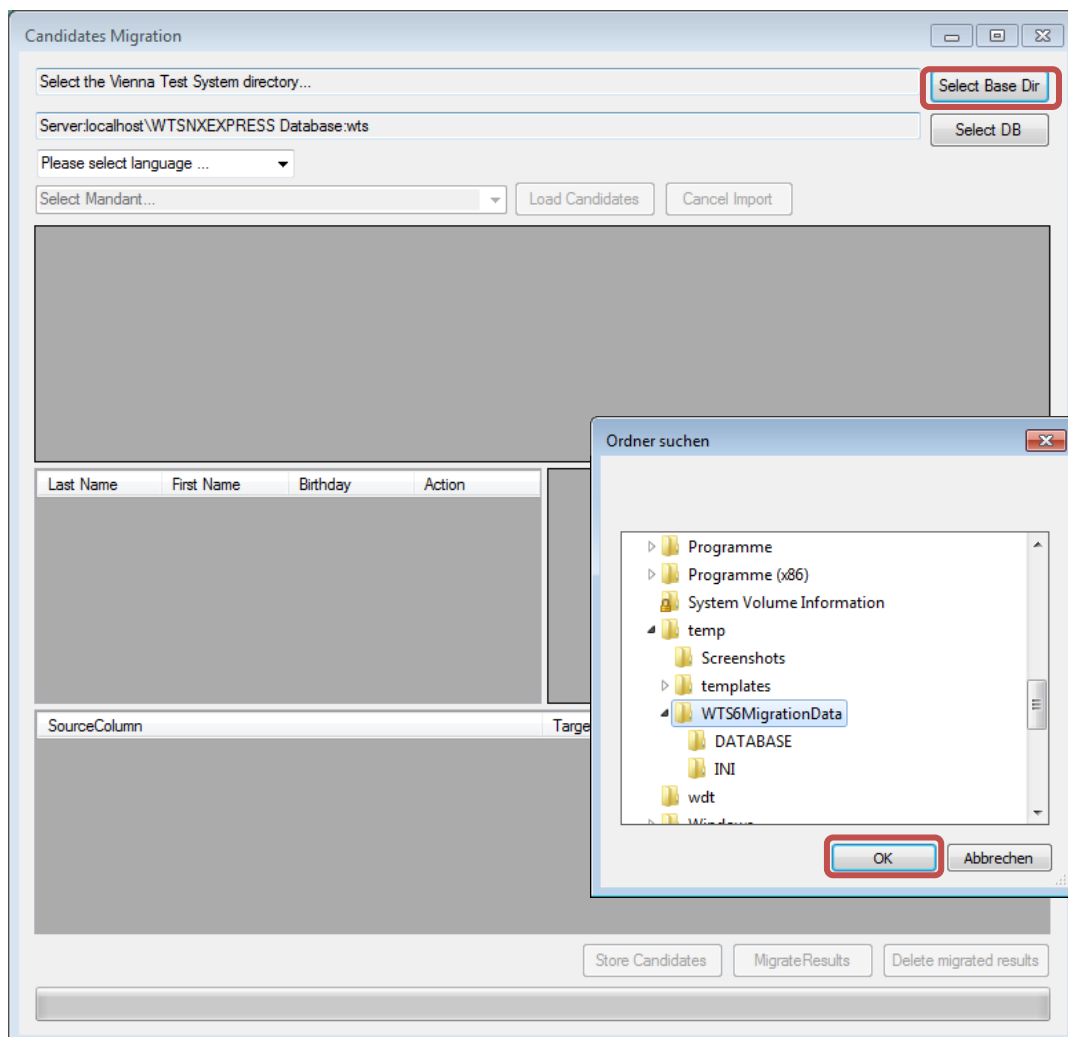 Candidates Migration
Select the Vienna Test System directory...
Select Base Dir
Server:localhost\WTSNXEXPRESS Database:wts
Select DB
Please select language ...
Select Mandant...
Load Candidates
Cancel Import
Last Name First Name Birthday Action
SourceColumn
Targe
Ordner suchen
Programme
Programme (x86)
System Volume Information
temp
Screenshots
templates
WTS6MigrationData
DATABASE
INI
wdt
Windows
OK
Abbrechen
Store Candidates
MigrateResults
Delete migrated results